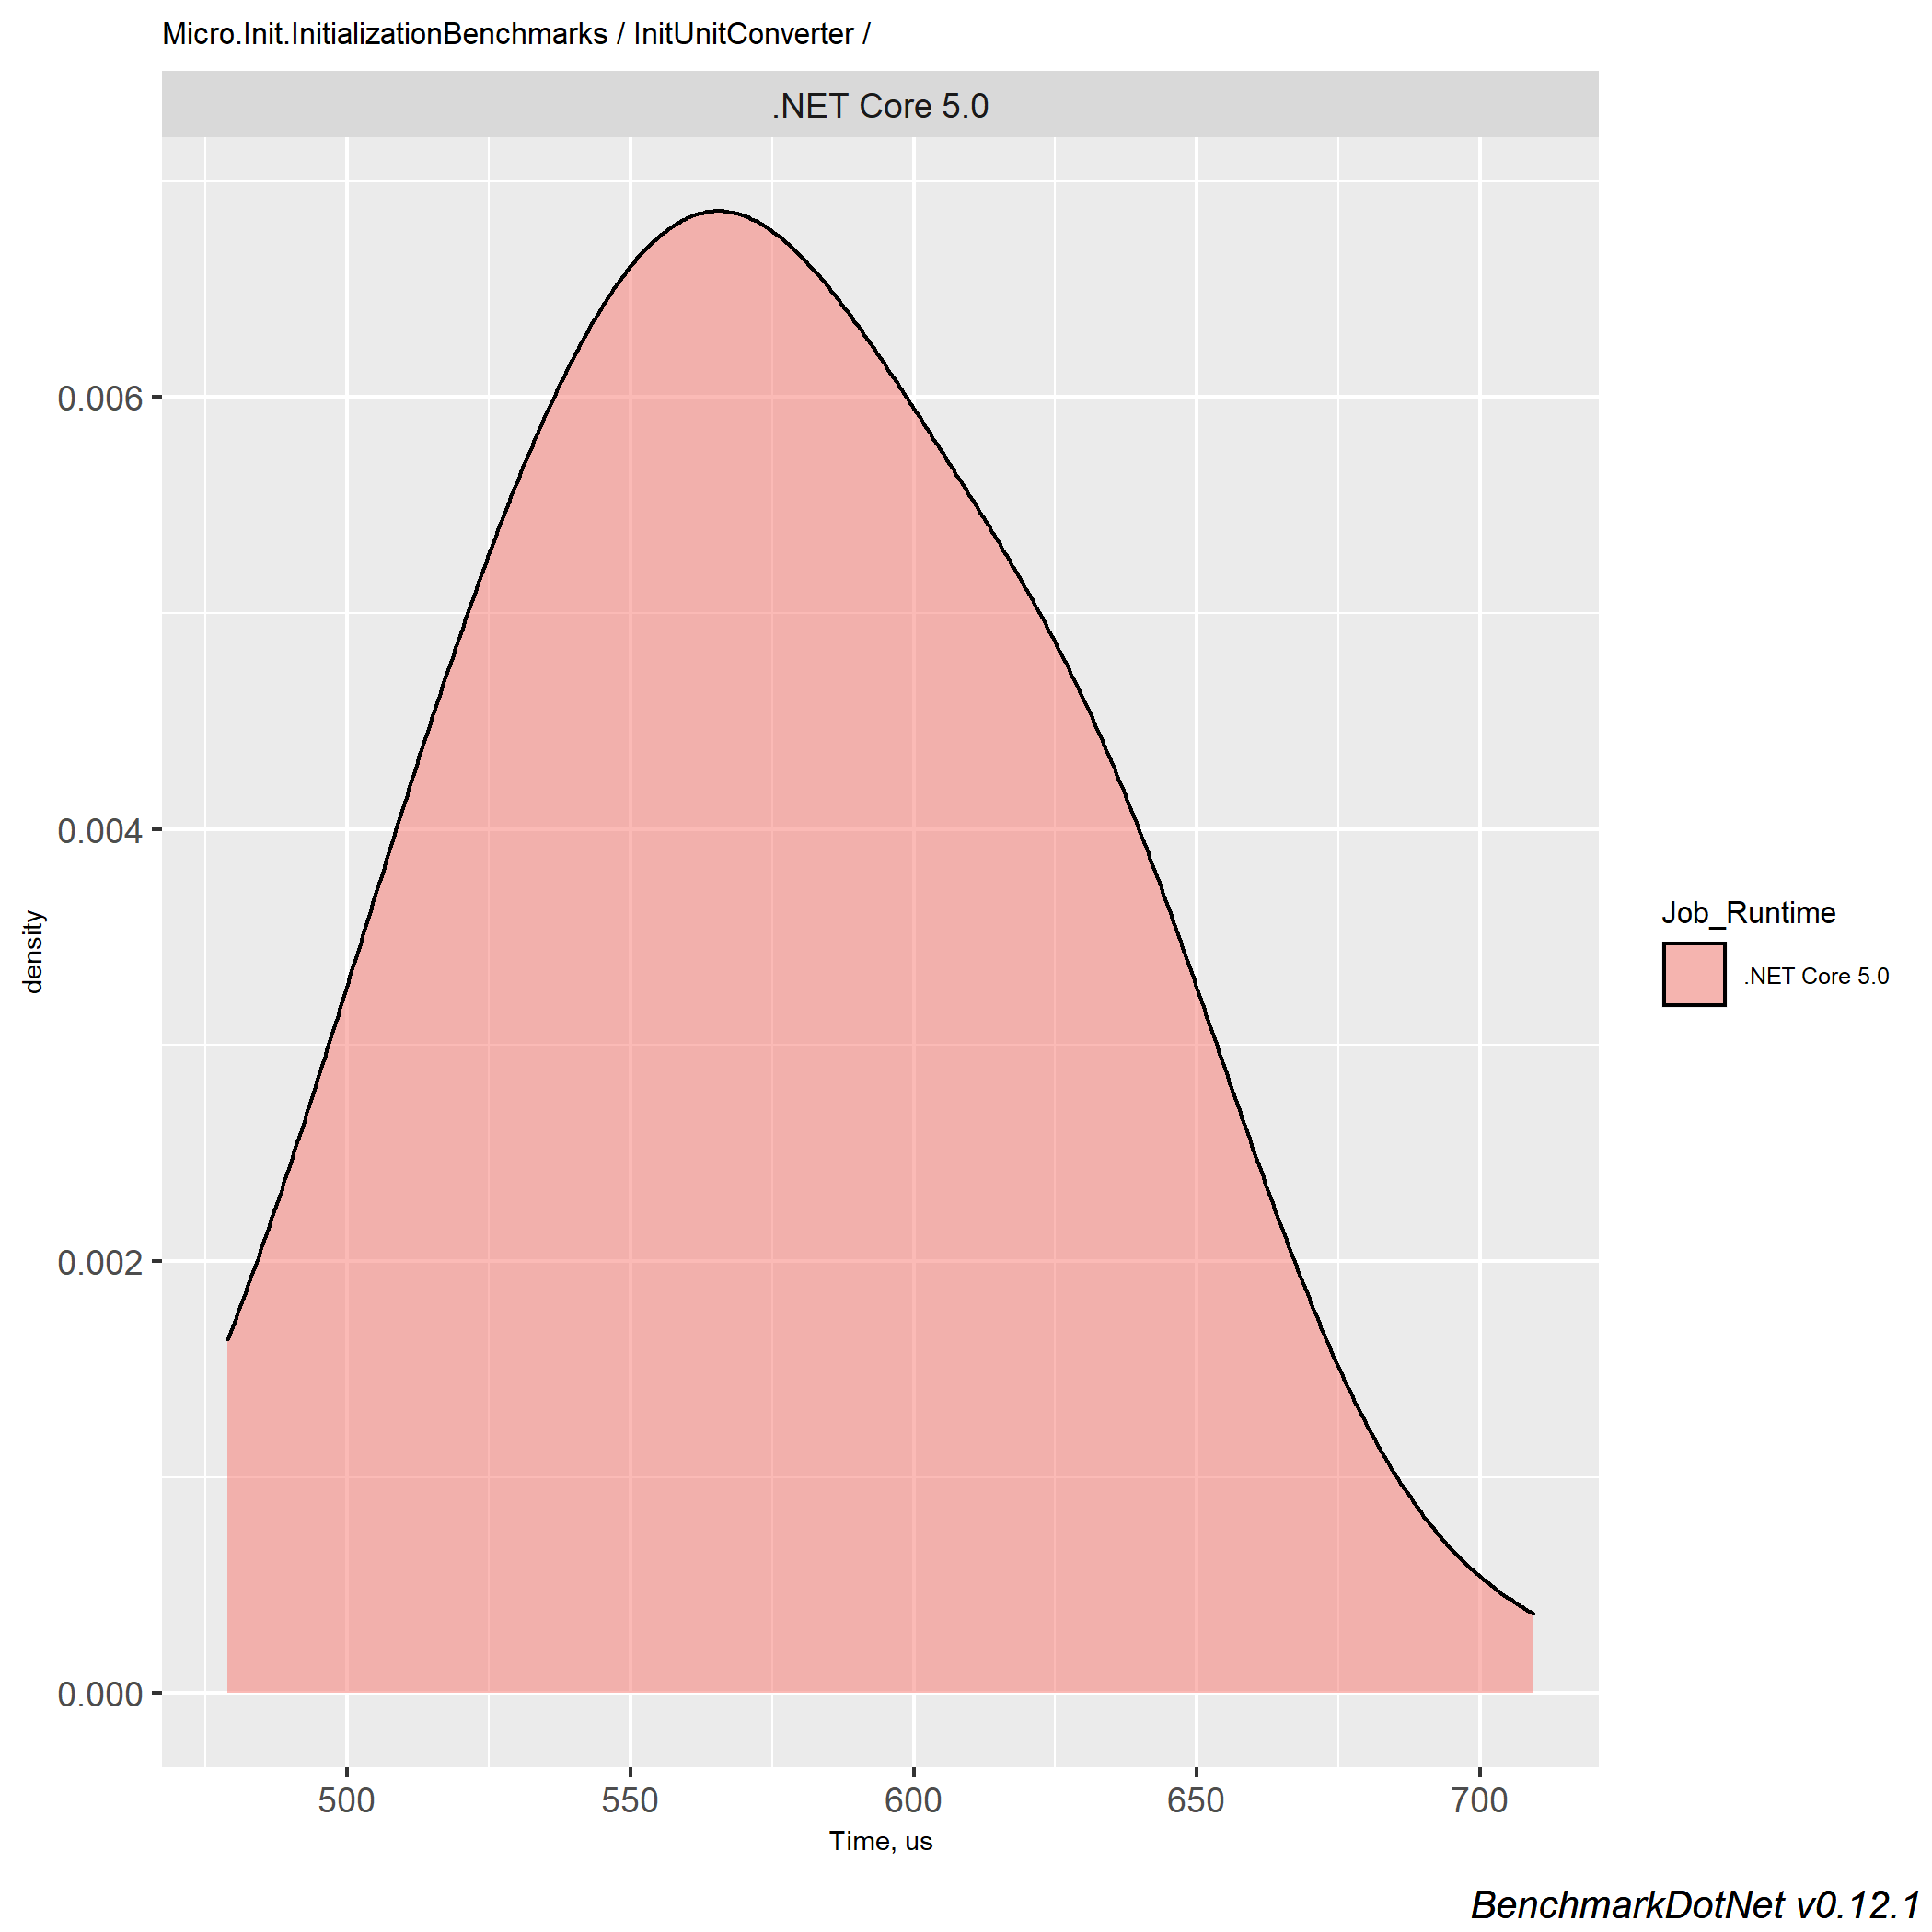 Micro.Init.InitializationBenchmarks / InitUnitConverter /
.NET Core 5.0
0.006
0.004
0.002
0.000
density
500 550 600 650 700
Time, us
Job_Runtime
.NET Core 5.0
BenchmarkDotNet v0.12.1